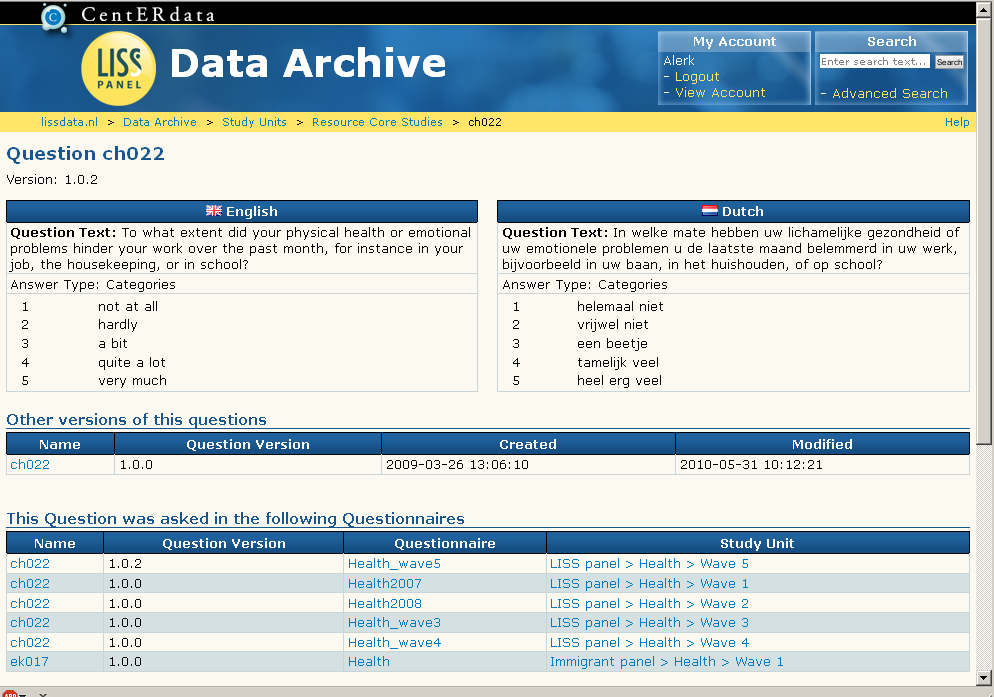 CentERdata
LISS PANEL
Data Archive
My Account
Alerk
- Logout
- View Account
Search
Enter search text... Search
- Advanced Search
lissdata.nl > Data Archive > Study Units > Resource Core Studies > ch022
Help
Question ch022
Version: 1.0.2
English
Question Text: To what extent did your physical health or emotional
problems hinder your work over the past month, for instance in your
job, the housekeeping, or in school?
Answer Type: Categories
1 not at all
2 hardly
3 a bit
4 quite a lot
5 very much
Dutch
Question Text: In welke mate hebben uw lichamelijke gezondheid of
uw emotionele problemen u de laatste maand belemmerd in uw werk,
bijvoorbeeld in uw baan, in het huishouden, of op school?
Answer Type: Categories
1 helemaal niet
2 vrijwel niet
3 een beetje
4 tamelijk veel
5 heel erg veel
Other versions of this questions
Name Question Version Created Modified
ch022 1.0.0 2009-03-26 13:06:10 2010-05-31 10:12:21
This Question was asked in the following Questionnaires
Name Question Version Questionnaire Study Unit
ch022 1.0.2 Health_wave5 LISS panel > Health > Wave 5
ch022 1.0.0 Health2007 LISS panel > Health > Wave 1
ch022 1.0.0 Health2008 LISS panel > Health > Wave 2
ch022 1.0.0 Health_wave3 LISS panel > Health > Wave 3
ch022 1.0.0 Health_wave4 LISS panel > Health > Wave 4
ek017 1.0.0 Health Immigrant panel > Health > Wave 1